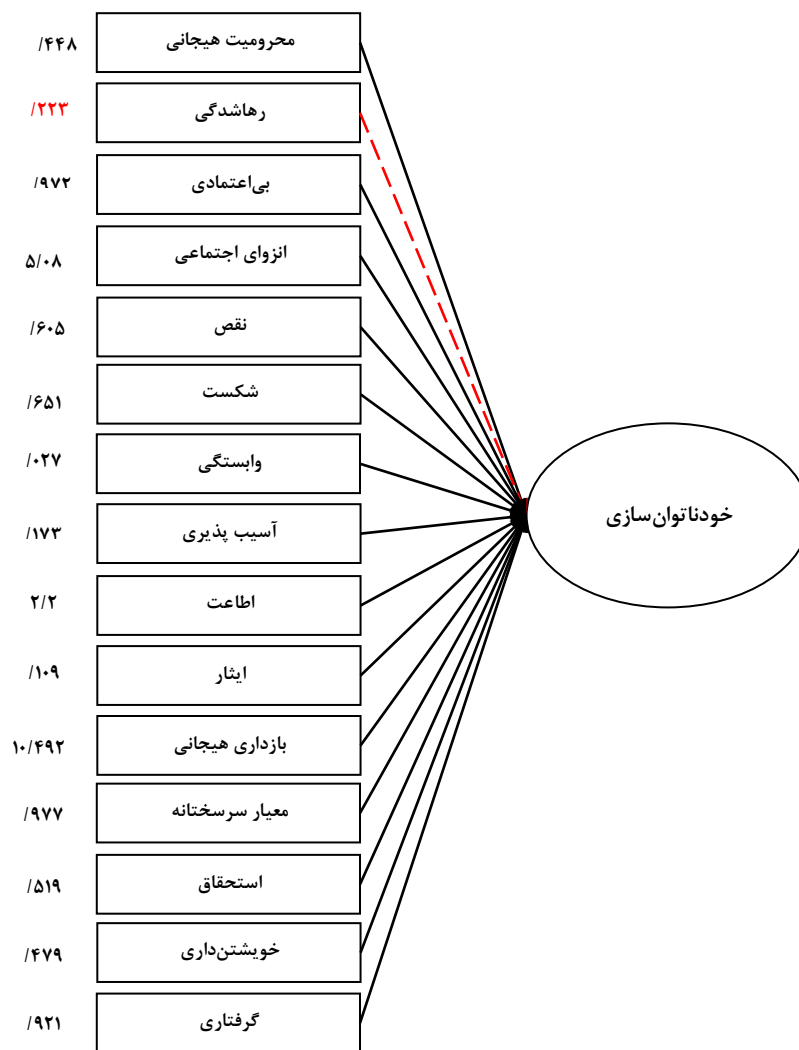 محرومیت هیجانی
/۴۴۸
رهاشدگی
/۲۲۳
بی‌اعتمادی
/۹۷۲
انزوای اجتماعی
۵/۰۸
نقص
/۶۰۵
شکست
/۶۵۱
وابستگی
/۰۲۷
آسیب پذیری
/۱۷۳
اطاعت
۲/۲
ایثار
/۱۰۹
بازداری هیجانی
۱۰/۴۹۲
معیار سرسختانه
/۹۷۷
استحقاق
/۵۱۹
خویشتن‌داری
/۴۷۹
گرفتاری
/۹۲۱
خودناتوان‌سازی